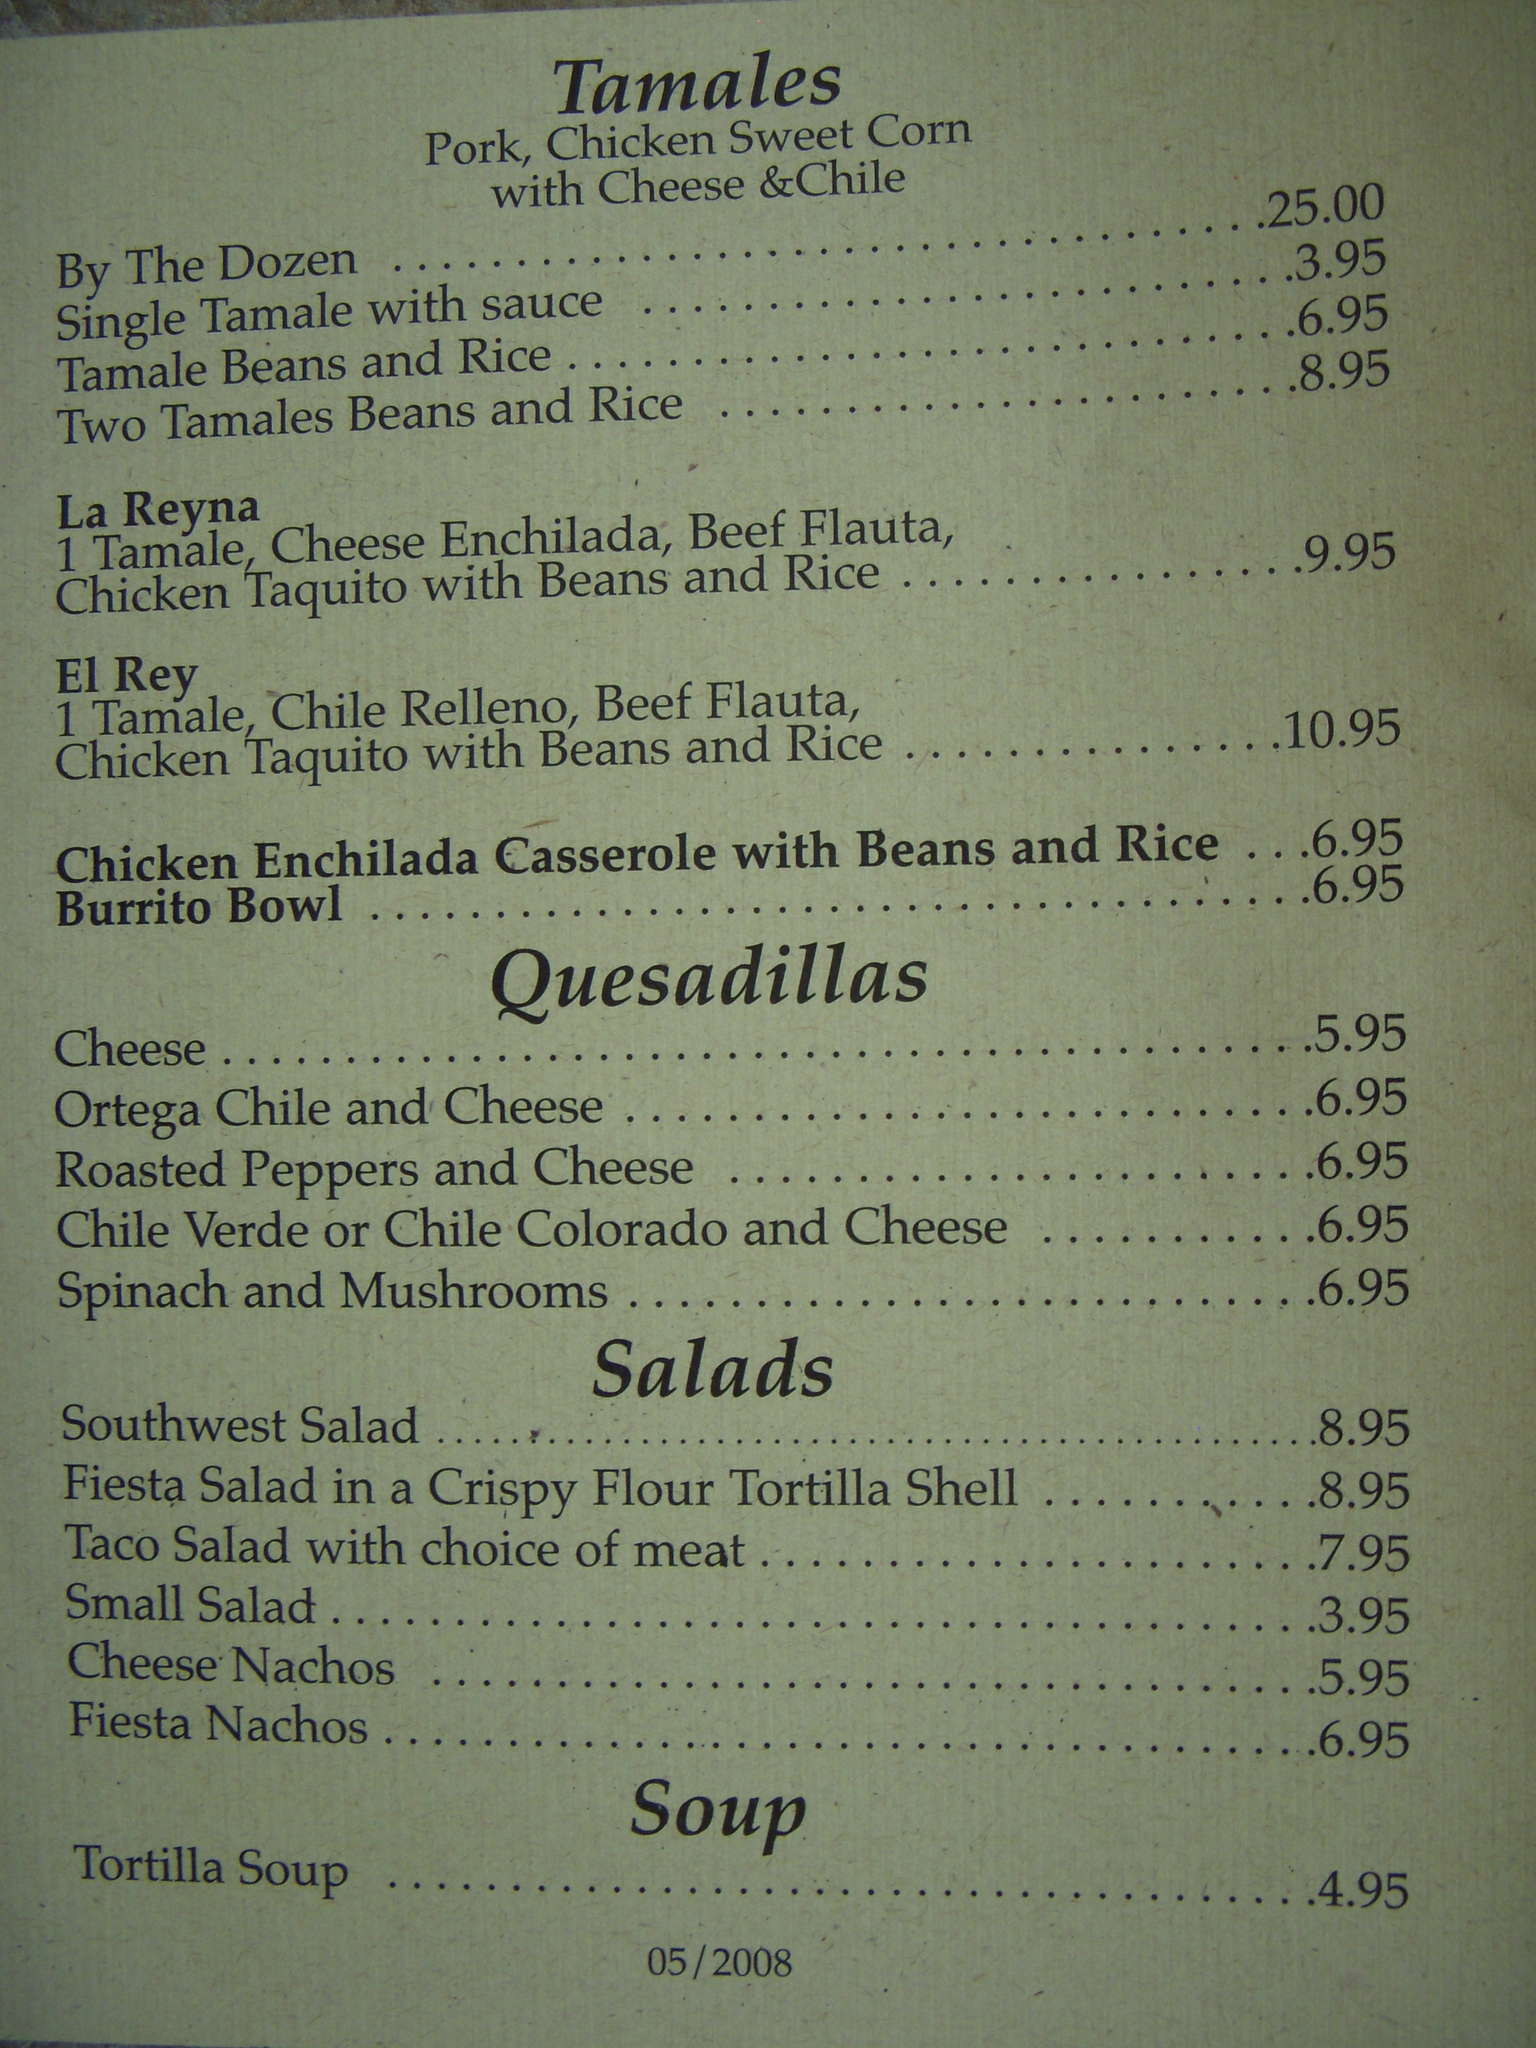 Tamales
Pork, Chicken Sweet Corn
with Cheese &Chile
By The Dozen ................................25.00
Single Tamale with sauce ...........................3.95
Tamale Beans and Rice..............................6.95
Two Tamales Beans and Rice ........................8.95
La Reyna
1 Tamale, Cheese Enchilada, Beef Flauta,
Chicken Taquito with Beans and Rice .................9.95
El Rey
1 Tamale, Chile Relleno, Beef Flauta,
Chicken Taquito with Beans and Rice ................10.95
Chicken Enchilada Casserole with Beans and Rice ...6.95
Burrito Bowl .......................................6.95
Quesadillas
Cheese.............................................5.95
Ortega Chile and Cheese ............................6.95
Roasted Peppers and Cheese ........................6.95
Chile Verde or Chile Colorado and Cheese ...........6.95
Spinach and Mushrooms ............................6.95
Salads
Southwest Salad ......................................8.95
Fiesta Salad in a Crispy Flour Tortilla Shell ...........8.95
Taco Salad with choice of meat.......................7.95
Small Salad ........................................3.95
Cheese Nachos ....................................5.95
Fiesta Nachos......................................6.95
Soup
Tortilla Soup ......................................4.95
05/2008